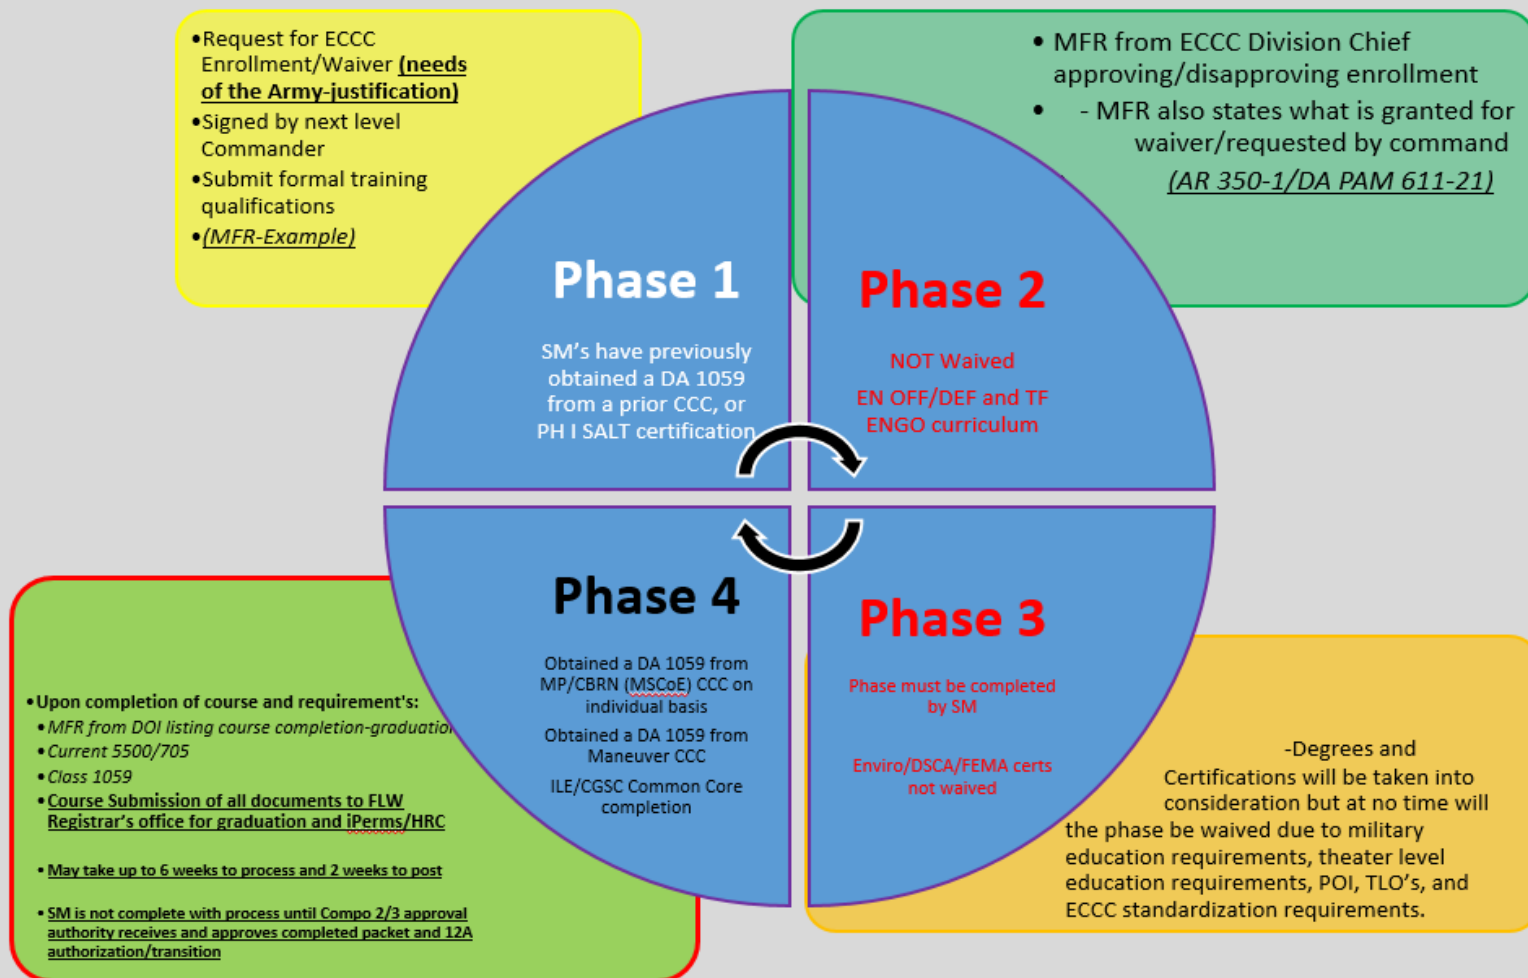 •Request for ECCC
Enrollment/Waiver (needs
of the Army-justification)
•Signed by next level
Commander
•Submit formal training
qualifications
•(MFR-Example)
• MFR from ECCC Division Chief
approving/disapproving enrollment
• - MFR also states what is granted for
waiver/requested by command
(AR 350-1/DA PAM 611-21)
Phase 1
SM's have previously
obtained a DA 1059
from a prior CCC, or
PH I SALT certification
Phase 2
NOT Waived
EN OFF/DEF and TF
ENGO curriculum
Phase 4
Obtained a DA 1059 from
MP/CBRN (MSCoE) CCC on
individual basis
Obtained a DA 1059 from
Maneuver CCC
ILE/CGSC Common Core
completion
Phase 3
Phase must be completed
by SM
Enviro/DSCA/FEMA certs
not waived
•Upon completion of course and requirement's:
•MFR from DOI listing course completion-graduation
•Current 5500/705
•Class 1059
•Course Submission of all documents to FLW
Registrar's office for graduation and iPerms/HRC
•May take up to 6 weeks to process and 2 weeks to post
•SM is not complete with process until Compo 2/3 approval
authority receives and approves completed packet and 12A
authorization/transition
-Degrees and
Certifications will be taken into
consideration but at no time will
the phase be waived due to military
education requirements, theater level
education requirements, POI, TLO's, and
ECCC standardization requirements.